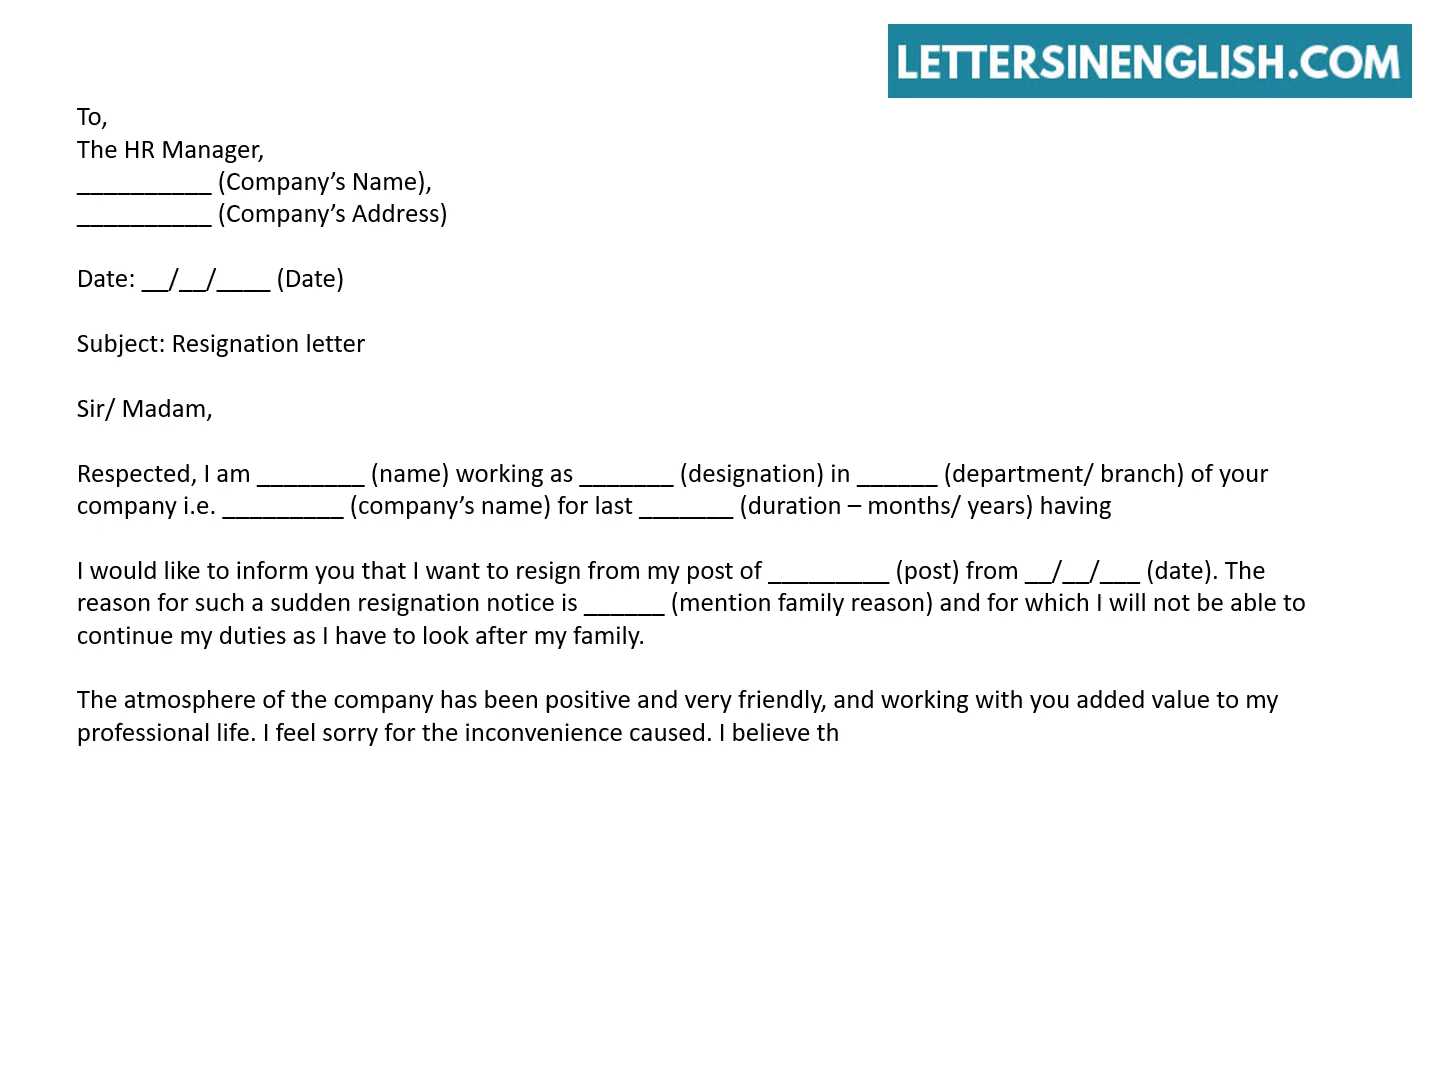 LETTERSINENGLISH.COM
To,
The HR Manager,
__________ (Company’s Name),
__________ (Company’s Address)
Date: __/__/____ (Date)
Subject: Resignation letter
Sir/ Madam,
Respected, I am ________ (name) working as _______ (designation) in ______ (department/ branch) of your
company i.e. _________ (company’s name) for last _______ (duration – months/ years) having
I would like to inform you that I want to resign from my post of _________ (post) from __/__/___ (date). The
reason for such a sudden resignation notice is ______ (mention family reason) and for which I will not be able to
continue my duties as I have to look after my family.
The atmosphere of the company has been positive and very friendly, and working with you added value to my
professional life. I feel sorry for the inconvenience caused. I believe th